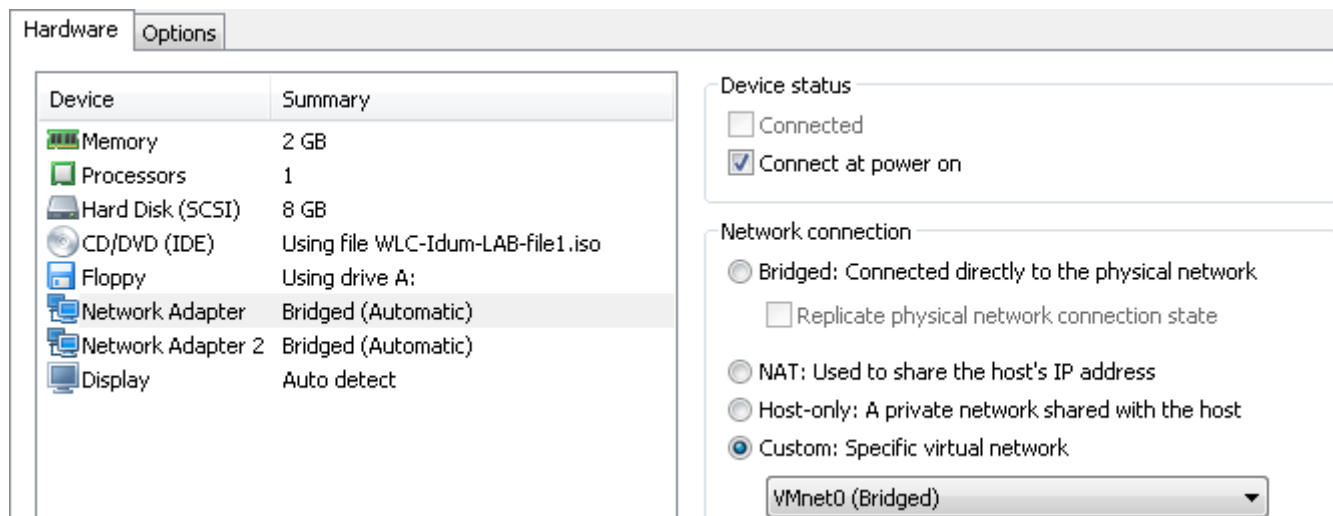 Hardware
Options
Device Summary
Memory 2 GB
Processors 1
Hard Disk (SCSI) 8 GB
CD/DVD (IDE) Using file WLC-Idum-LAB-file1.iso
Floppy Using drive A:
Network Adapter Bridged (Automatic)
Network Adapter 2 Bridged (Automatic)
Display Auto detect
Device status
Connected
Connect at power on
Network connection
Bridged: Connected directly to the physical network
Replicate physical network connection state
NAT: Used to share the host's IP address
Host-only: A private network shared with the host
Custom: Specific virtual network
VMnet0 (Bridged)